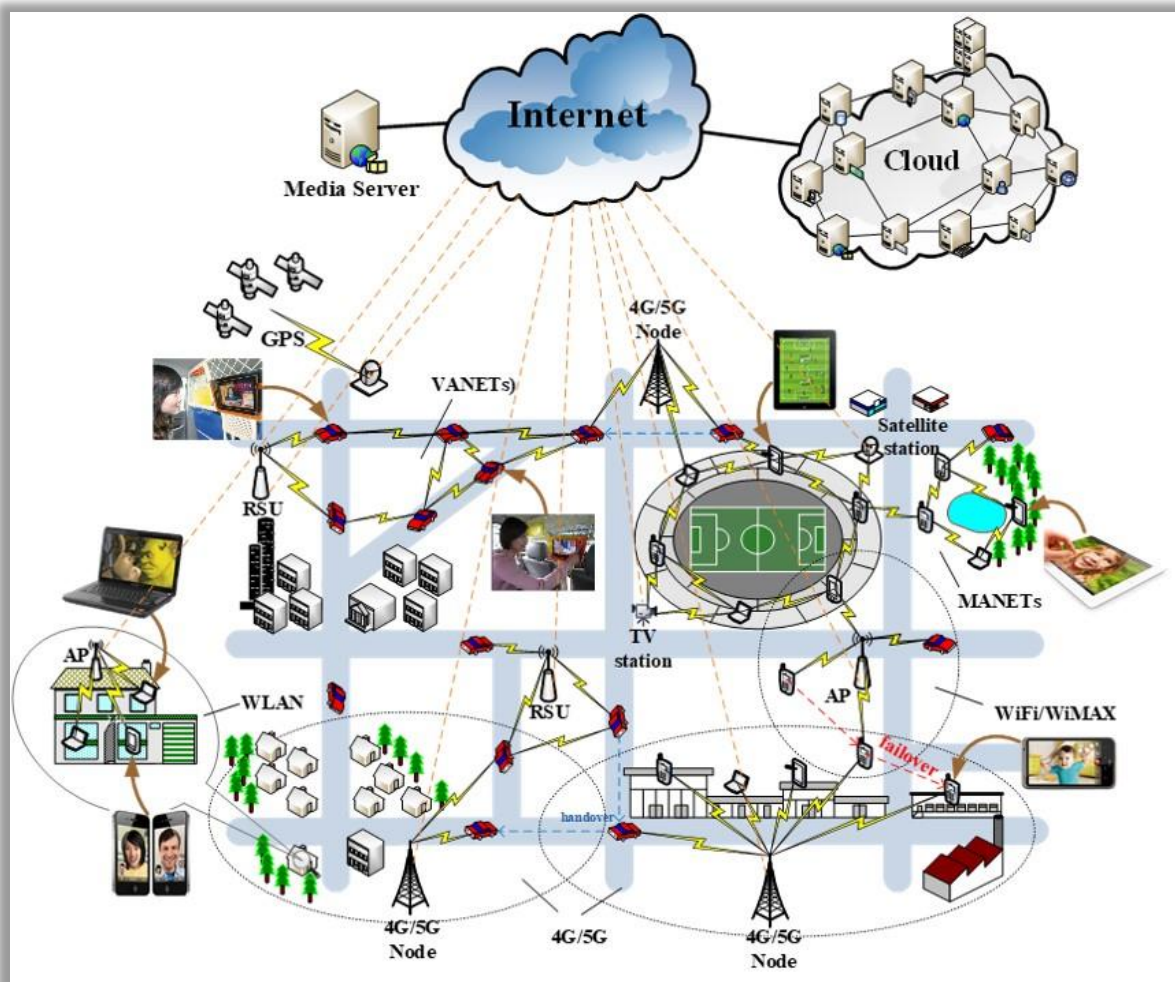 Internet
Cloud
Media Server
GPS
4G/5G
Node
VANETs)
Satellite
station
RSU
MANETs
TV
station
AP
WLAN
RSU
AP
WiFi/WiMAX
failover
handover
4G/5G
Node
4G/5G
4G/5G
Node